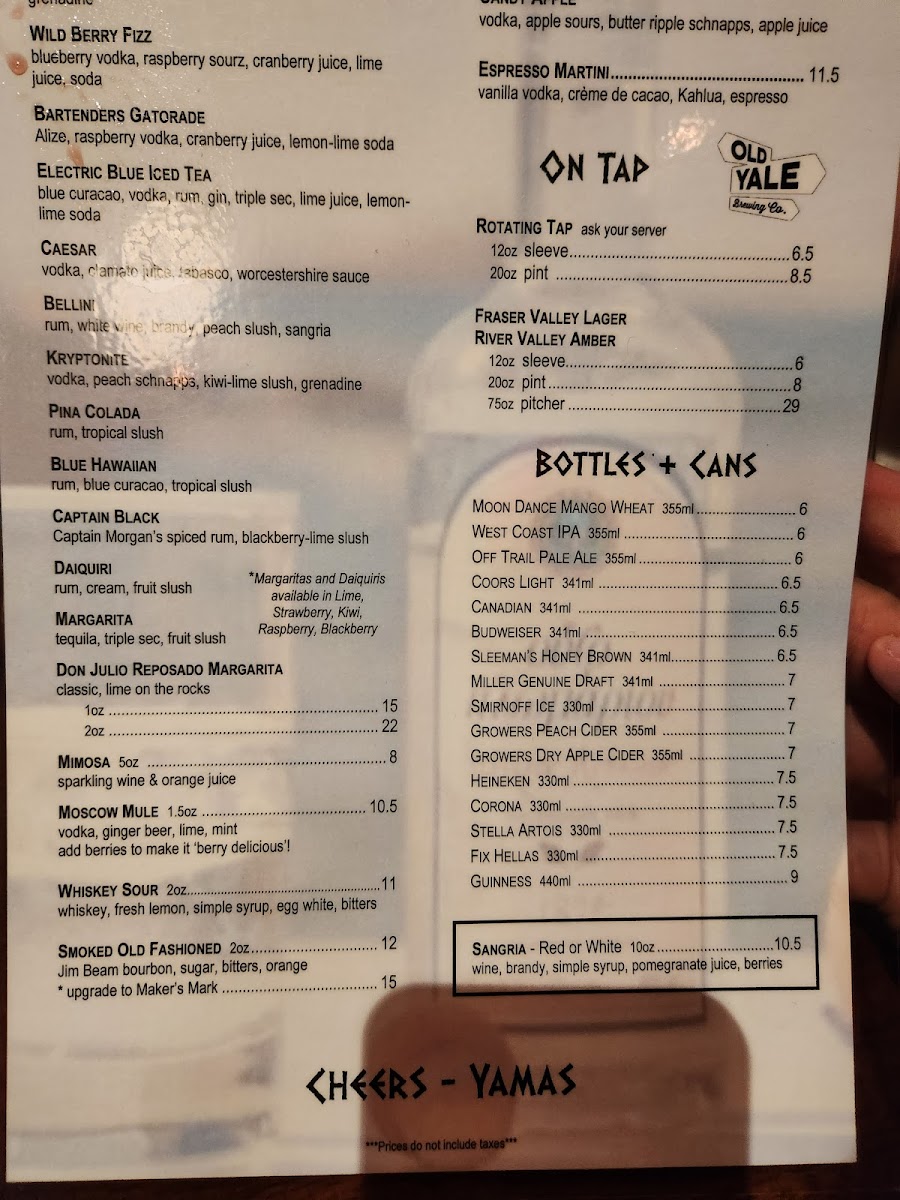 grenadine
WILD BERRY FIZZ
blueberry vodka, raspberry sourz, cranberry juice, lime
juice, soda
BARTENDERS GATORADE
Alize, raspberry vodka, cranberry juice, lemon-lime soda
ELECTRIC BLUE ICED TEA
blue curacao, vodka, rum, gin, triple sec, lime juice, lemon-
lime soda
CAESAR
vodka, clamato juice, tabasco, worcestershire sauce
BELLINI
rum, white wine, brandy, peach slush, sangria
KRYPTONITE
vodka, peach schnapps, kiwi-lime slush, grenadine
PINA COLADA
rum, tropical slush
BLUE HAWAIIAN
rum, blue curacao, tropical slush
CAPTAIN BLACK
Captain Morgan's spiced rum, blackberry-lime slush
DAIQUIRI
rum, cream, fruit slush
MARGARITA
tequila, triple sec, fruit slush
*Margaritas and Daiquiris
available in Lime,
Strawberry, Kiwi,
Raspberry, Blackberry
DON JULIO REPOSADO MARGARITA
classic, lime on the rocks
1oz 15
2oz 22
MIMOSA 5oz 8
sparkling wine & orange juice
MOSCOW MULE 1.5oz 10.5
vodka, ginger beer, lime, mint
add berries to make it 'berry delicious'!
WHISKEY SOUR 2oz 11
whiskey, fresh lemon, simple syrup, egg white, bitters
SMOKED OLD FASHIONED 2oz 12
Jim Beam bourbon, sugar, bitters, orange
* upgrade to Maker's Mark 15
CANDY APPLE
vodka, apple sours, butter ripple schnapps, apple juice
ESPRESSO MARTINI 11.5
vanilla vodka, crème de cacao, Kahlua, espresso
ON TAP
OLD
YALE
Brewing Co.
ROTATING TAP ask your server
12oz sleeve 6.5
20oz pint 8.5
FRASER VALLEY LAGER
RIVER VALLEY AMBER
12oz sleeve 6
20oz pint 8
75oz pitcher 29
BOTTLES + CANS
MOON DANCE MANGO WHEAT 355ml 6
WEST COAST IPA 355ml 6
OFF TRAIL PALE ALE 355ml 6
COORS LIGHT 341ml 6.5
CANADIAN 341ml 6.5
BUDWEISER 341ml 6.5
SLEEMAN'S HONEY BROWN 341ml 6.5
MILLER GENUINE DRAFT 341ml 7
SMIRNOFF ICE 330ml 7
GROWERS PEACH CIDER 355ml 7
GROWERS DRY APPLE CIDER 355ml 7
HEINEKEN 330ml 7.5
CORONA 330ml 7.5
STELLA ARTOIS 330ml 7.5
FIX HELLAS 330ml 7.5
GUINNESS 440ml 9
SANGRIA - Red or White 10oz 10.5
wine, brandy, simple syrup, pomegranate juice, berries
CHEERS - YAMAS
***Prices do not include taxes***